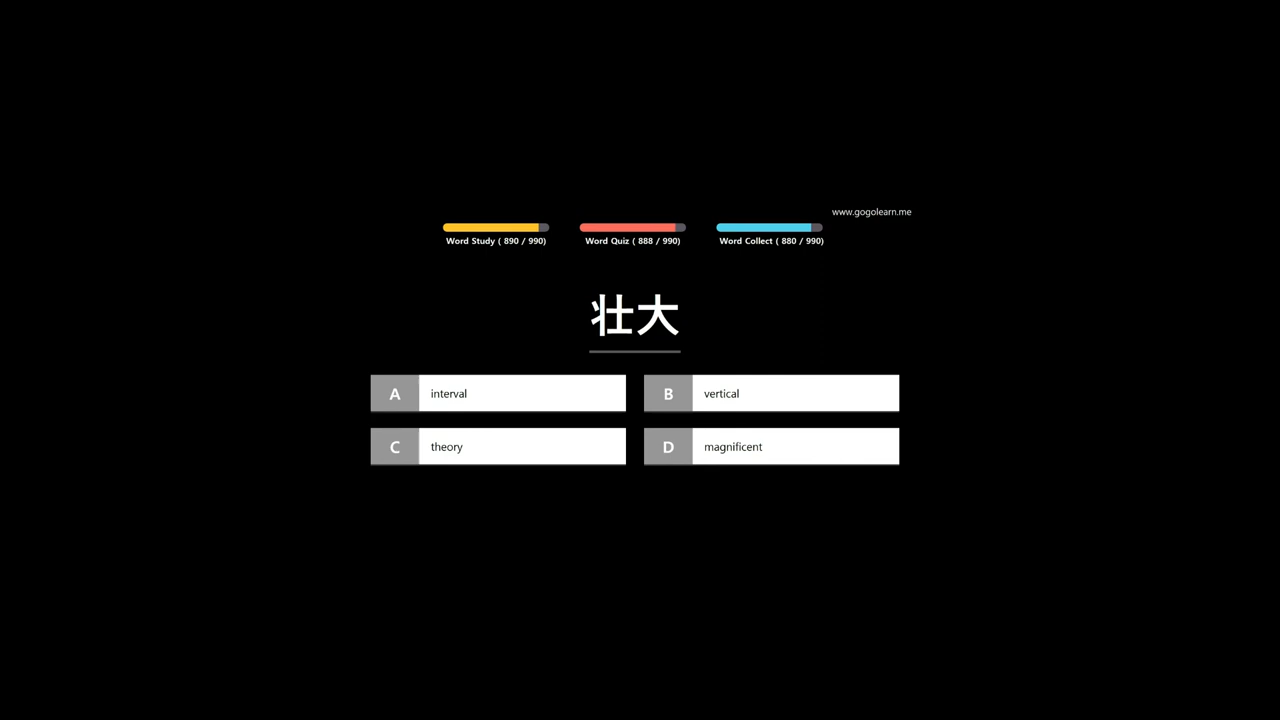 www.gogolearn.me
Word Study ( 890 / 990)
Word Quiz ( 888 / 990)
Word Collect ( 880 / 990)
壮大
A interval
B vertical
C theory
D magnificent